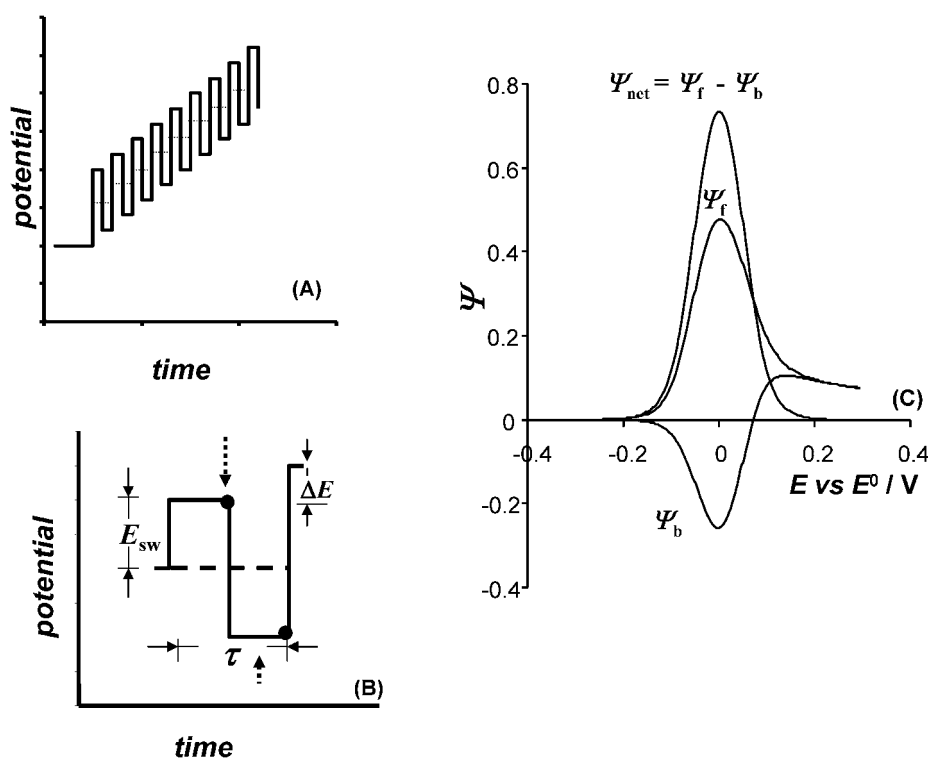 potential
(A)
time
potential
E_sw
ΔE
τ
(B)
time
Ψ_net = Ψ_f - Ψ_b
0.8
0.6
0.4
0.2
0
-0.2
-0.4
Ψ
Ψ_f
Ψ_b
(C)
-0.4 -0.2 0 0.2 0.4
E vs E⁰ / V